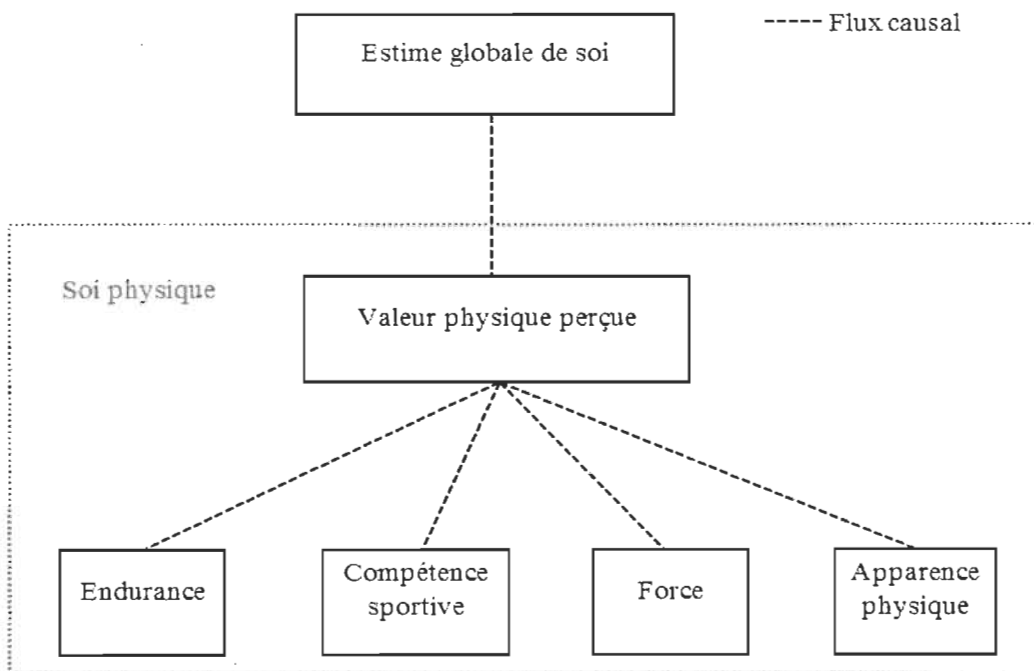 ----- Flux causal
Estime globale de soi
Soi physique
Valeur physique perçue
Endurance
Compétence
sportive
Force
Apparence
physique